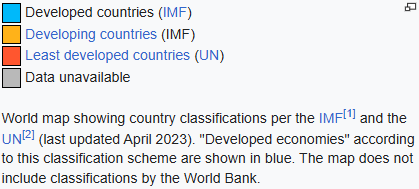 Developed countries (IMF)
Developing countries (IMF)
Least developed countries (UN)
Data unavailable
World map showing country classifications per the IMF[1] and the
UN[2] (last updated April 2023). "Developed economies" according
to this classification scheme are shown in blue. The map does not
include classifications by the World Bank.